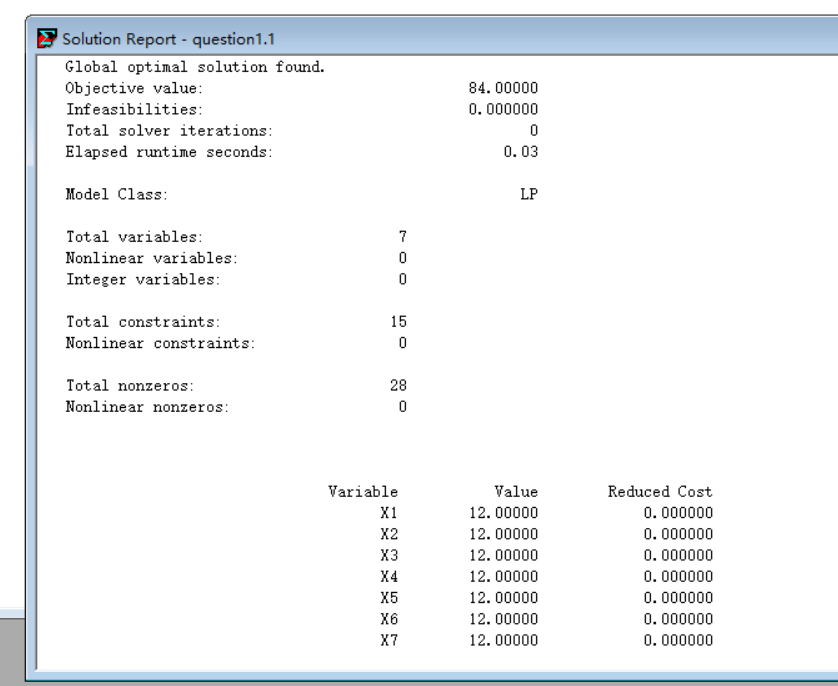 Solution Report - question1.1
Global optimal solution found.
Objective value: 84.00000
Infeasibilities: 0.000000
Total solver iterations: 0
Elapsed runtime seconds: 0.03
Model Class: LP
Total variables: 7
Nonlinear variables: 0
Integer variables: 0
Total constraints: 15
Nonlinear constraints: 0
Total nonzeros: 28
Nonlinear nonzeros: 0
Variable Value Reduced Cost
X1 12.00000 0.000000
X2 12.00000 0.000000
X3 12.00000 0.000000
X4 12.00000 0.000000
X5 12.00000 0.000000
X6 12.00000 0.000000
X7 12.00000 0.000000